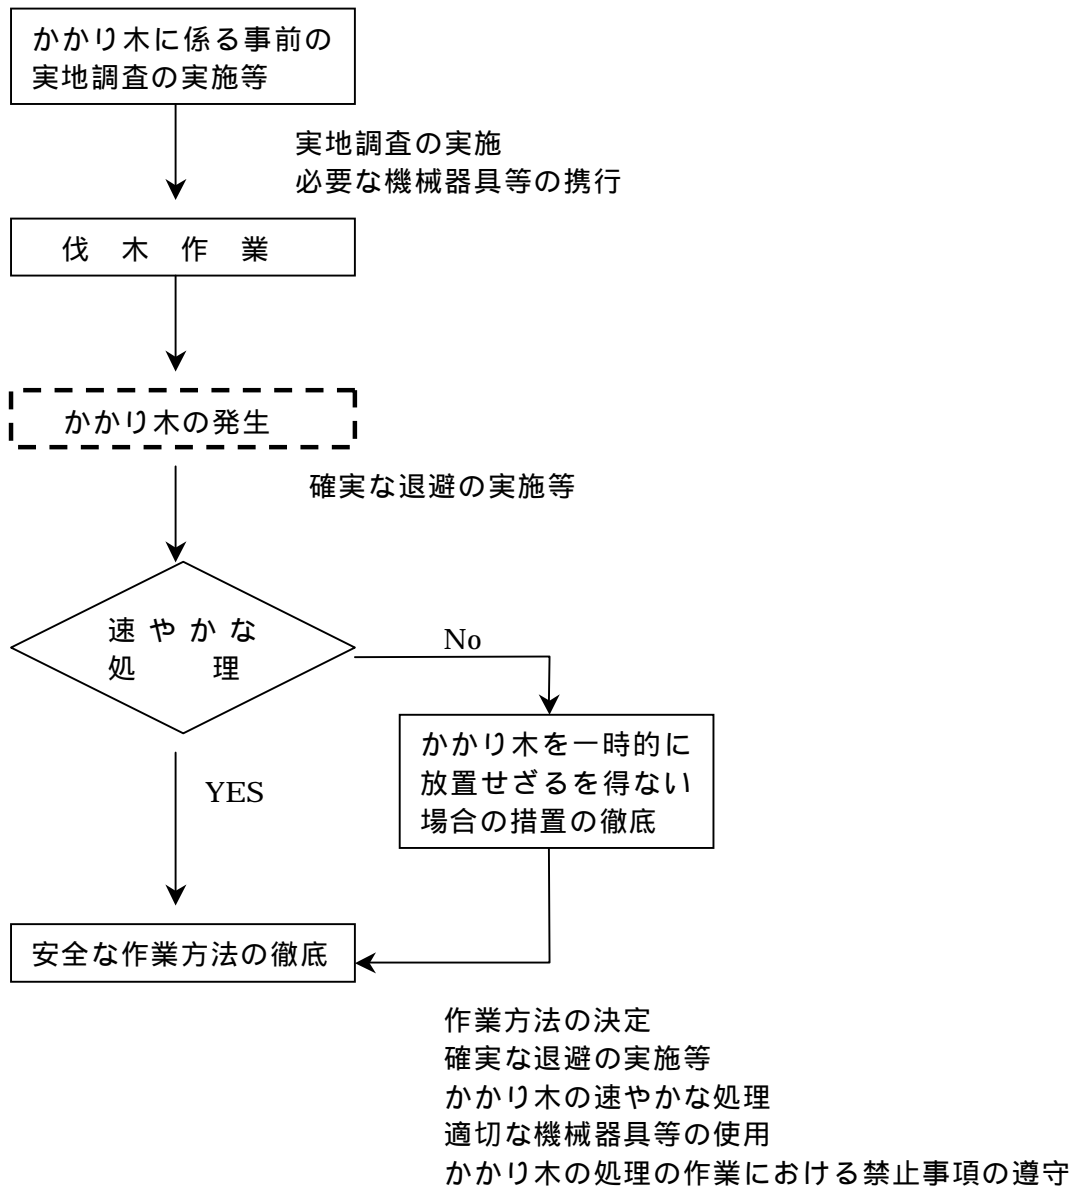 かかり木に係る事前の
実地調査の実施等
実地調査の実施
必要な機械器具等の携行
伐 木 作 業
かかり木の発生
確実な退避の実施等
速 や か な
処 理
No
YES
かかり木を一時的に
放置せざるを得ない
場合の措置の徹底
安全な作業方法の徹底
作業方法の決定
確実な退避の実施等
かかり木の速やかな処理
適切な機械器具等の使用
かかり木の処理の作業における禁止事項の遵守